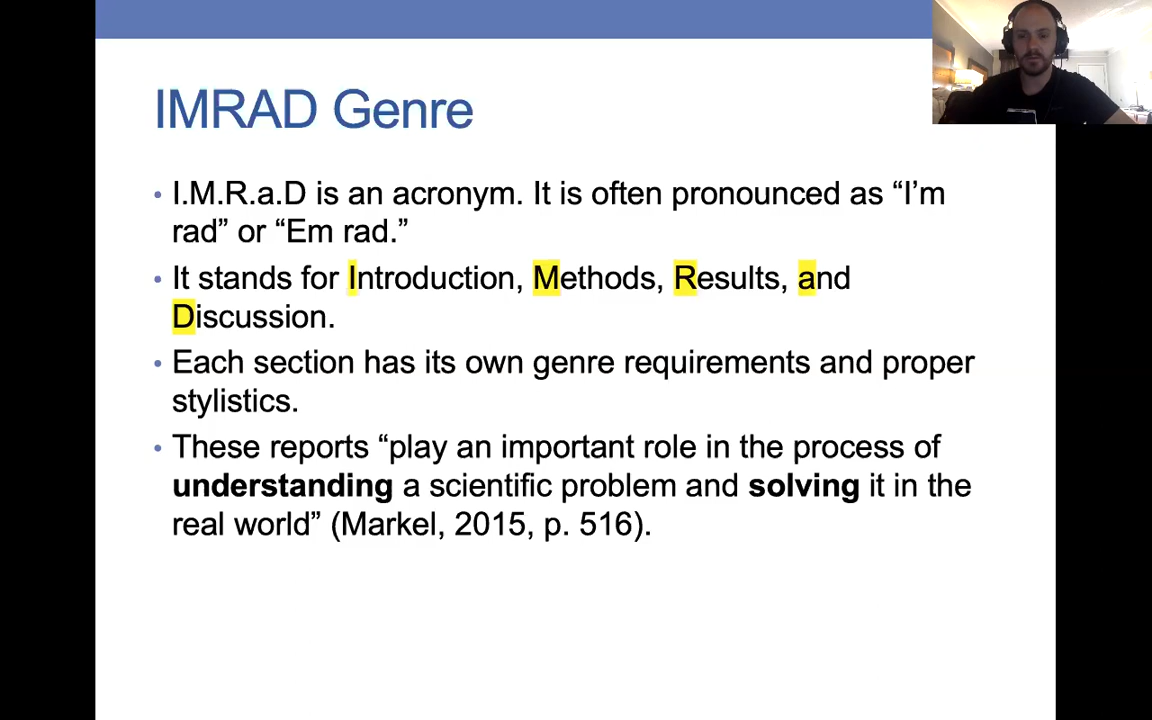 IMRAD Genre
• I.M.R.a.D is an acronym. It is often pronounced as “I’m
rad” or “Em rad.”
• It stands for Introduction, Methods, Results, and
Discussion.
• Each section has its own genre requirements and proper
stylistics.
• These reports “play an important role in the process of
understanding a scientific problem and solving it in the
real world” (Markel, 2015, p. 516).